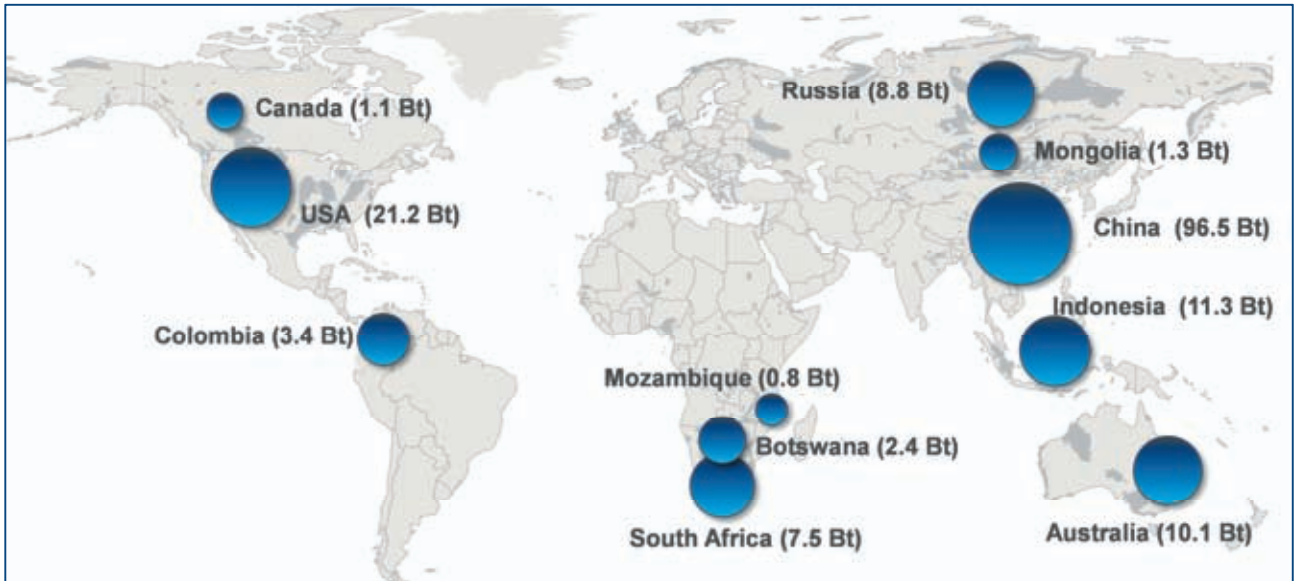 Canada (1.1 Bt)
Russia (8.8 Bt)
Mongolia (1.3 Bt)
USA (21.2 Bt)
China (96.5 Bt)
Indonesia (11.3 Bt)
Colombia (3.4 Bt)
Mozambique (0.8 Bt)
Botswana (2.4 Bt)
South Africa (7.5 Bt)
Australia (10.1 Bt)